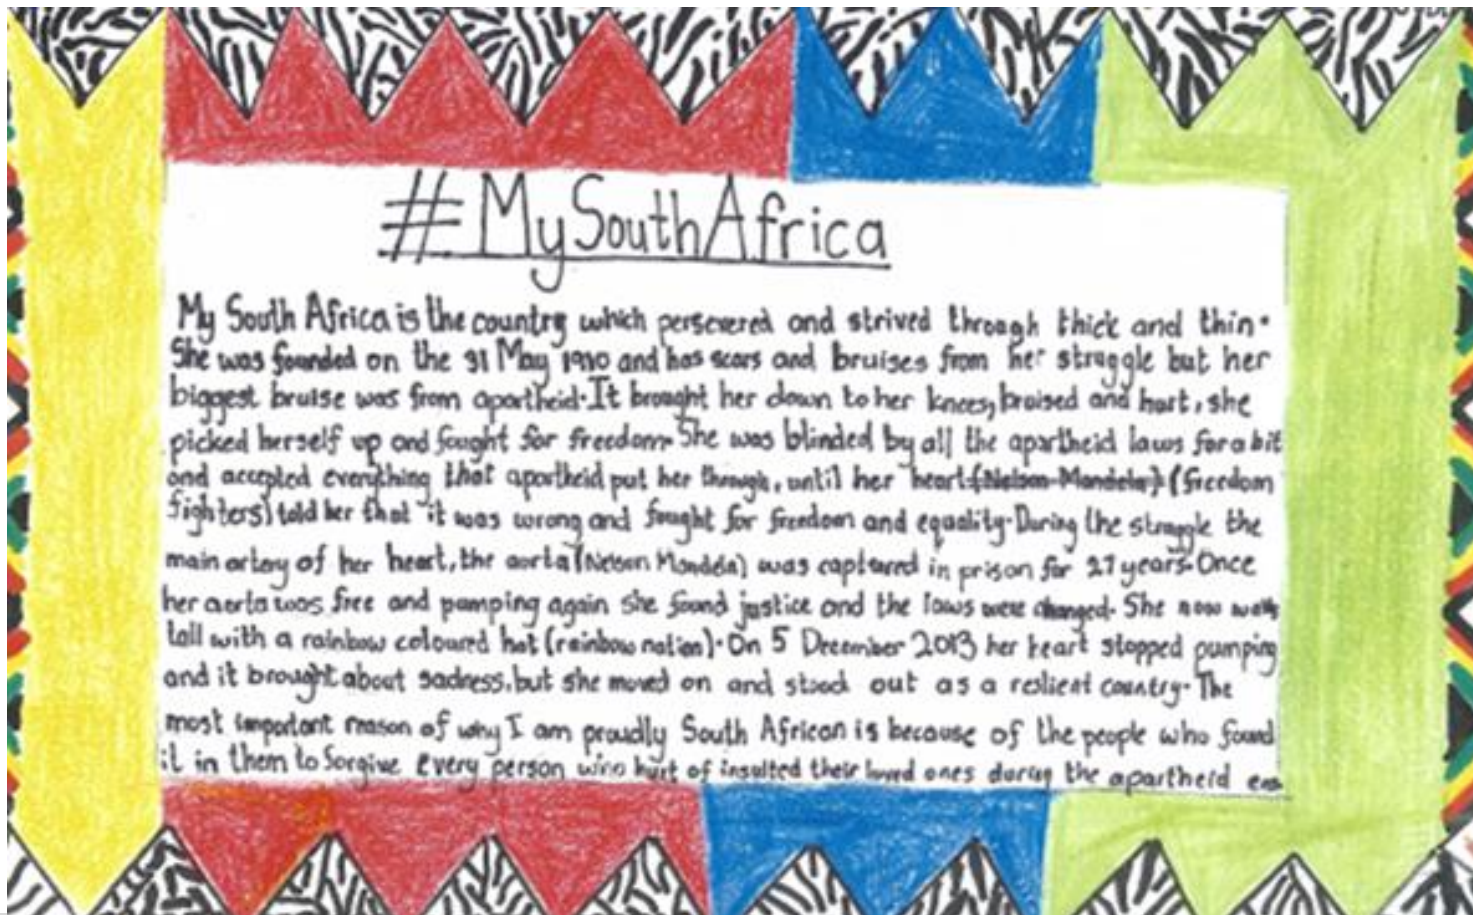 #MySouthAfrica
My South Africa is the country which persevered and strived through thick and thin.
She was founded on the 31 May 1910 and has scars and bruises from her struggle but her
biggest bruise was from apartheid. It brought her down to her knees, bruised and hurt, she
picked herself up and fought for freedom. She was blinded by all the apartheid laws for a bit
and accepted everything that apartheid put her through, until her heart (Nelson Mandela) (freedom
fighters) told her that it was wrong and fought for freedom and equality. During the struggle the
main artery of her heart, the aorta (Nelson Mandela) was captured in prison for 27 years. Once
her aorta was free and pumping again she found justice and the laws were changed. She now walks
tall with a rainbow coloured hat (rainbow nation). On 5 December 2013 her heart stopped pumping
and it brought about sadness, but she moved on and stood out as a reslient country. The
most important reason of why I am proudly South African is because of the people who found
it in them to forgive every person who hurt of insulted their loved ones during the apartheid era